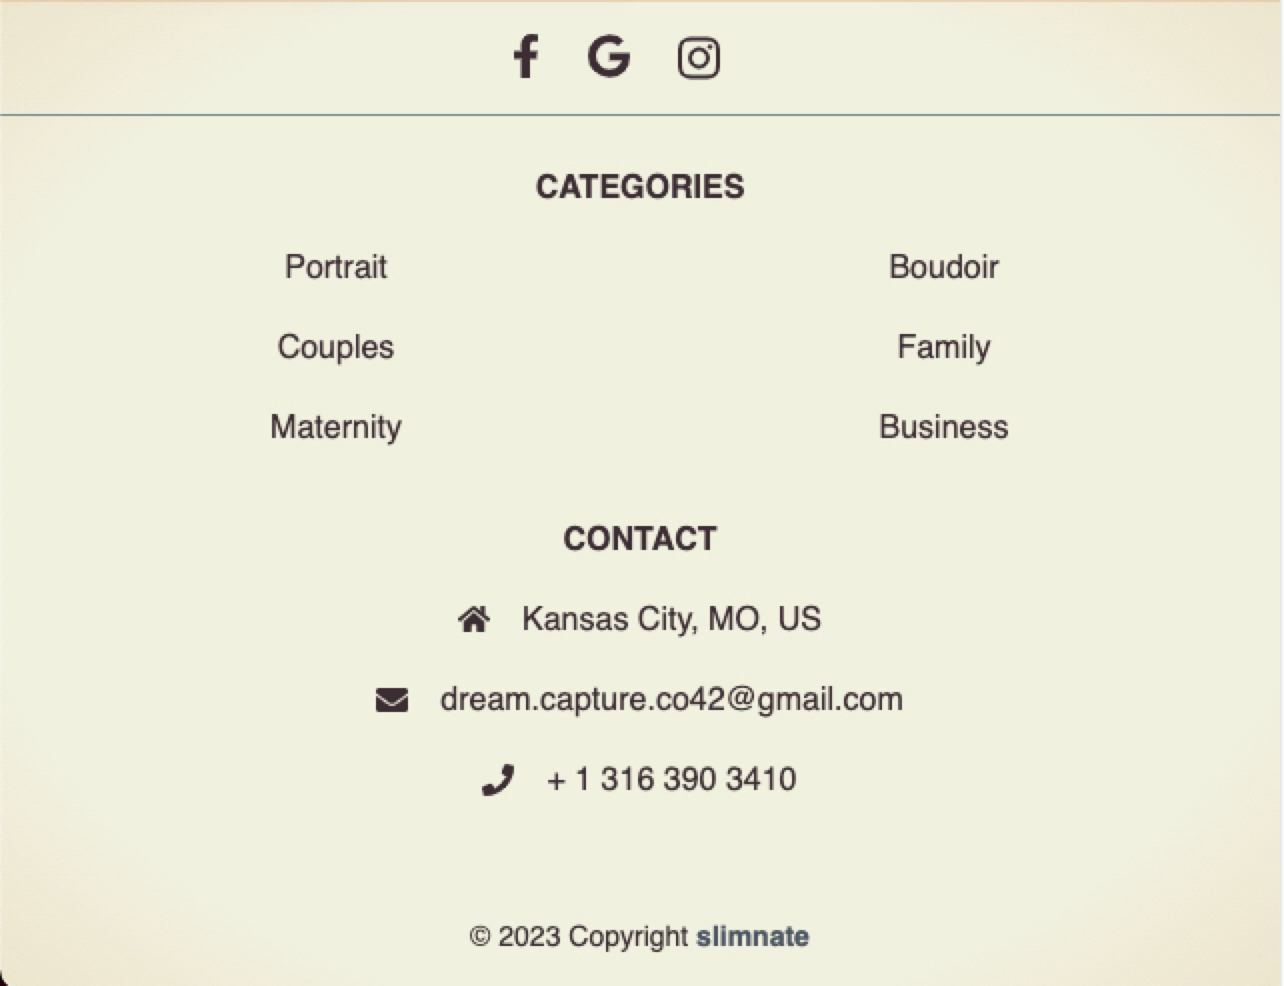 CATEGORIES
Portrait Boudoir
Couples Family
Maternity Business
CONTACT
Kansas City, MO, US
dream.capture.co42@gmail.com
+ 1 316 390 3410
© 2023 Copyright slimnate